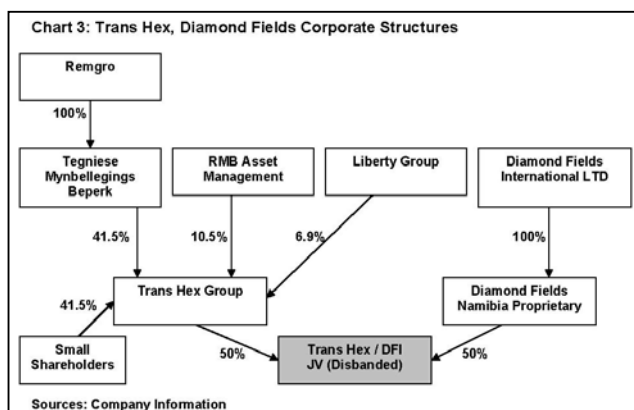 Chart 3: Trans Hex, Diamond Fields Corporate Structures
Remgro
100%
Tegniese
Mynbellegings
Beperk
RMB Asset
Management
Liberty Group
Diamond Fields
International LTD
41.5%
10.5%
6.9%
100%
Trans Hex Group
Diamond Fields
Namibia Proprietary
41.5%
Small
Shareholders
50%
Trans Hex / DFI
JV (Disbanded)
50%
Sources: Company Information